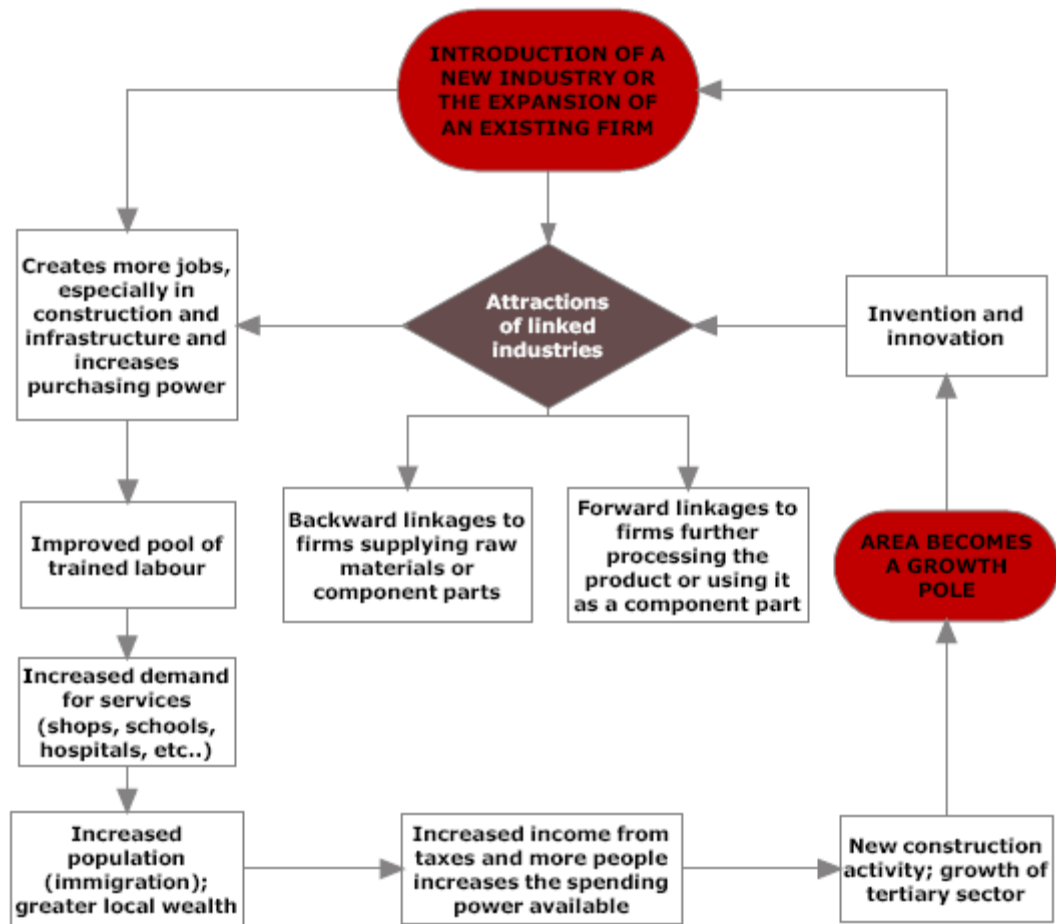 INTRODUCTION OF A
NEW INDUSTRY OR
THE EXPANSION OF
AN EXISTING FIRM
Creates more jobs,
especially in
construction and
infrastructure and
increases
purchasing power
Attractions
of linked
industries
Invention and
innovation
Improved pool of
trained labour
Backward linkages to
firms supplying raw
materials or
component parts
Forward linkages to
firms further
processing the
product or using it
as a component part
AREA BECOMES
A GROWTH
POLE
Increased demand
for services
(shops, schools,
hospitals, etc..)
Increased
population
(immigration);
greater local wealth
Increased income from
taxes and more people
increases the spending
power available
New construction
activity; growth of
tertiary sector